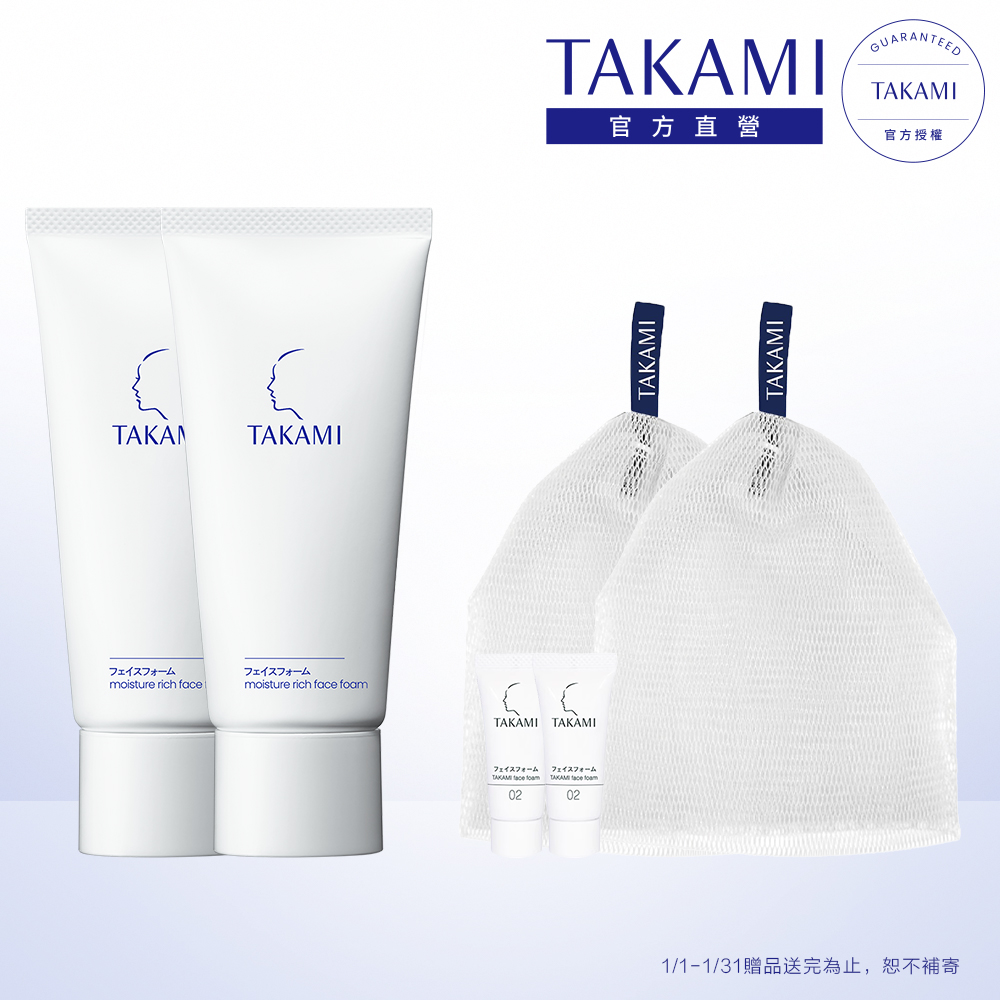 TAKAMI
官方直營
GUARANTEED
TAKAMI
官方授權
TAKAM
フェイスフォーム
moisture rich face
TAKAMI
フェイスフォーム
moisture rich face foam
TAKAMI
TAKAMI
TAKAMI
フェイスフォーム
TAKAMI face foam
02
TAKAMI
フェイスフォーム
TAKAMI face foam
02
1/1-1/31贈品送完為止，恕不補寄